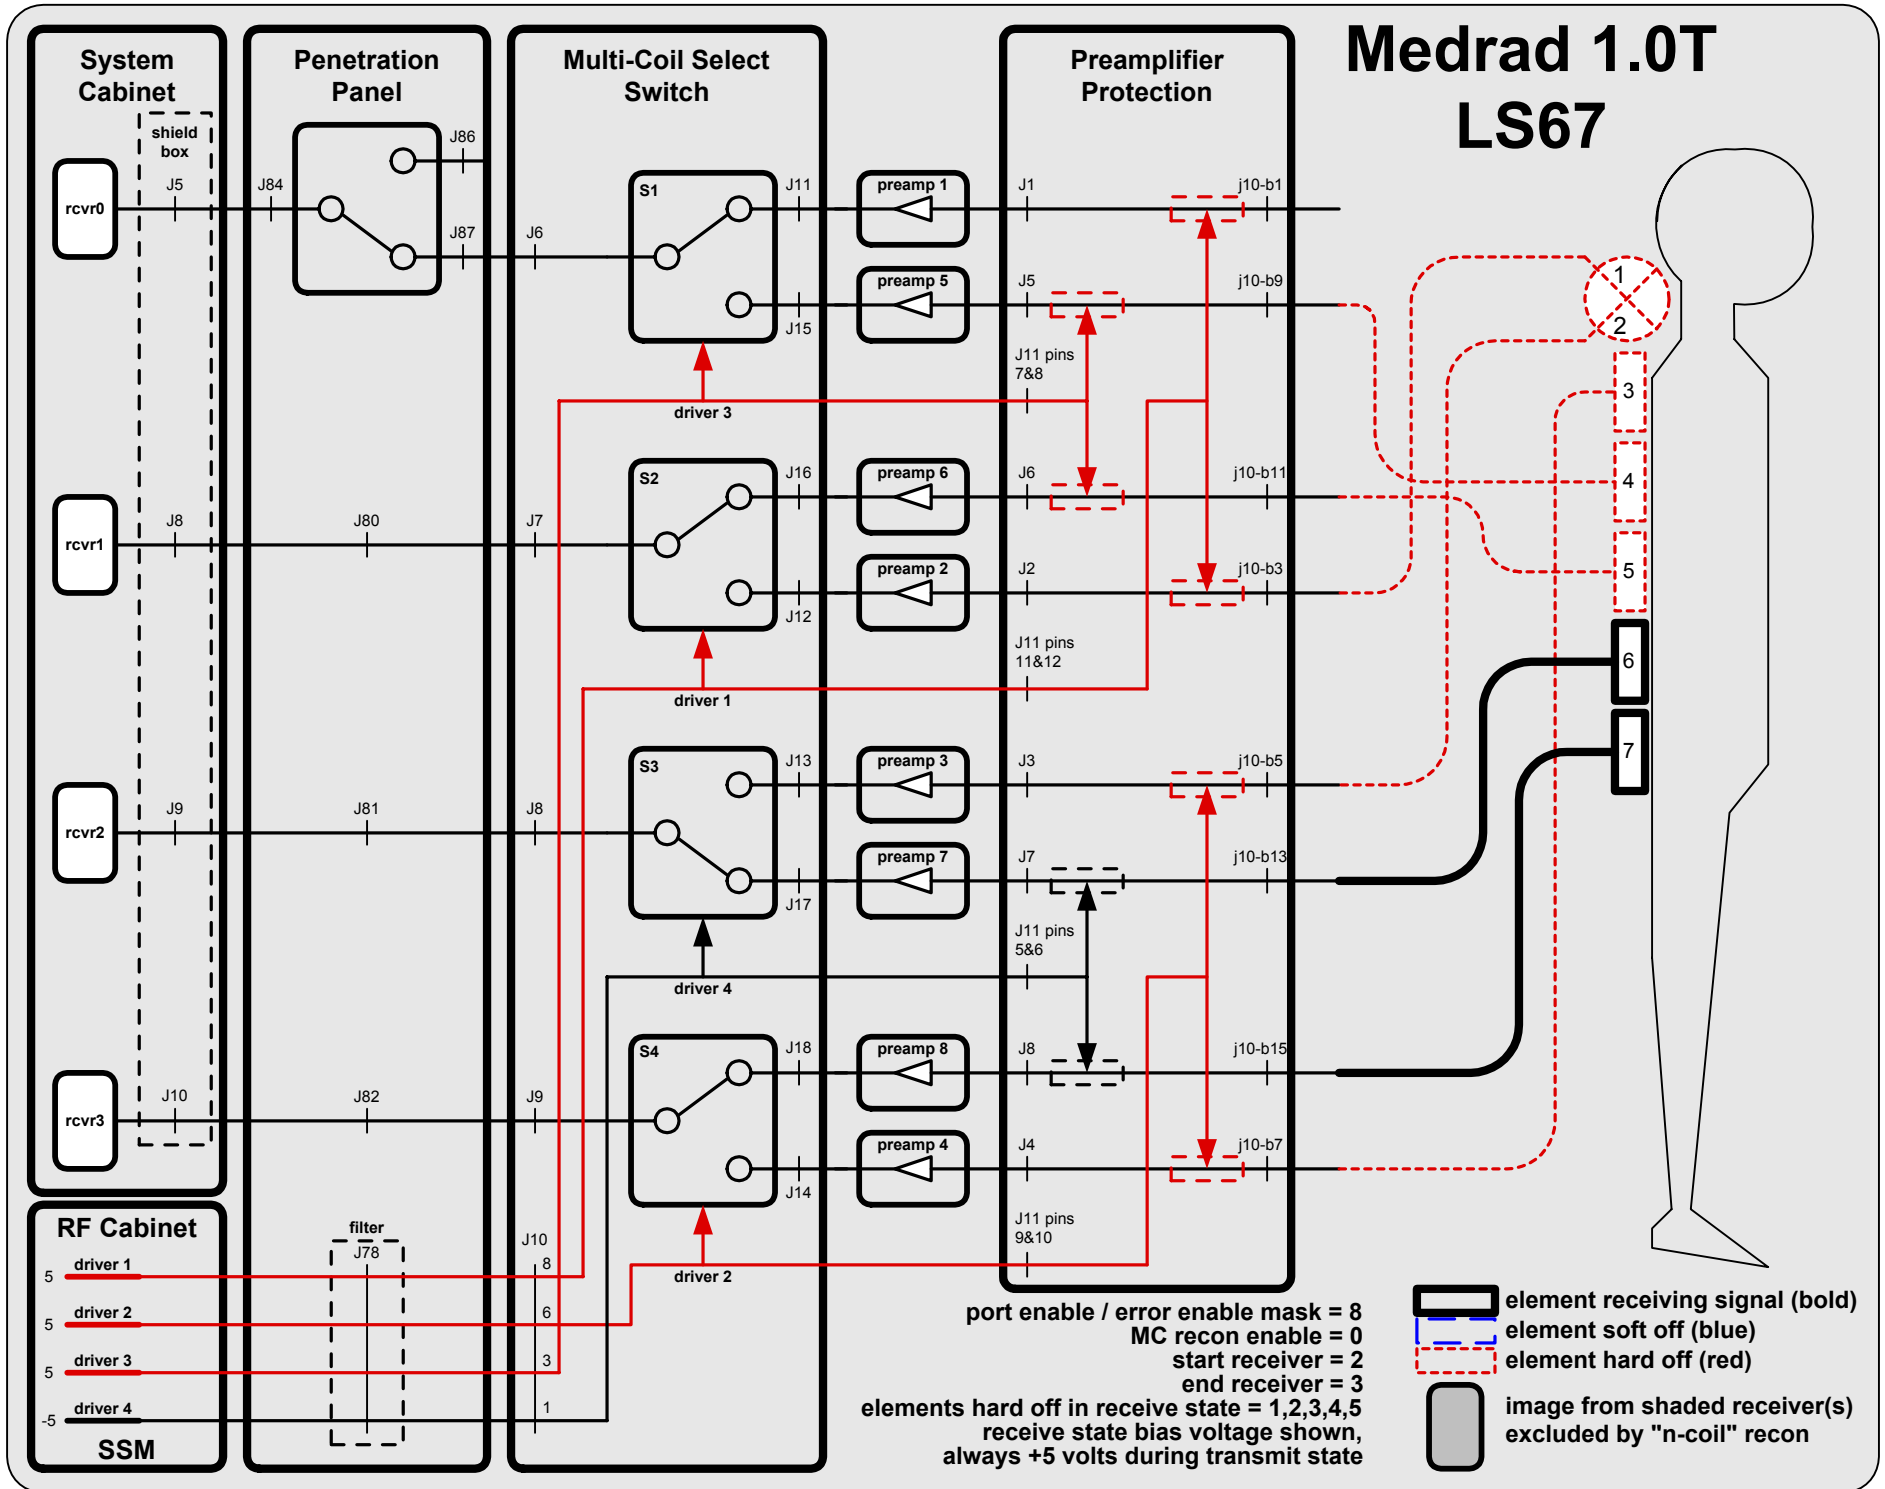 Medrad 1.0T
LS67
System
Cabinet
Penetration
Panel
Multi-Coil Select
Switch
Preamplifier
Protection
shield
box
rcvr0
J5
J84
J86
J87
J6
S1
J11
J15
preamp 1
preamp 5
J1
J5
j10-b1
j10-b9
J11 pins
7&8
driver 3
1
2
3
4
5
6
7
rcvr1
J8
J80
J7
S2
J16
J12
preamp 6
preamp 2
J6
J2
j10-b11
j10-b3
J11 pins
11&12
driver 1
rcvr2
J9
J81
J8
S3
J13
J17
preamp 3
preamp 7
J3
J7
j10-b5
j10-b13
J11 pins
5&6
driver 4
rcvr3
J10
J82
J9
S4
J18
J14
preamp 8
preamp 4
J8
J4
j10-b15
j10-b7
J11 pins
9&10
driver 2
RF Cabinet
filter
J78
J10
5 driver 1 8
5 driver 2 6
5 driver 3 3
-5 driver 4 1
SSM
port enable / error enable mask = 8
MC recon enable = 0
start receiver = 2
end receiver = 3
elements hard off in receive state = 1,2,3,4,5
receive state bias voltage shown,
always +5 volts during transmit state
element receiving signal (bold)
element soft off (blue)
element hard off (red)
image from shaded receiver(s)
excluded by "n-coil" recon